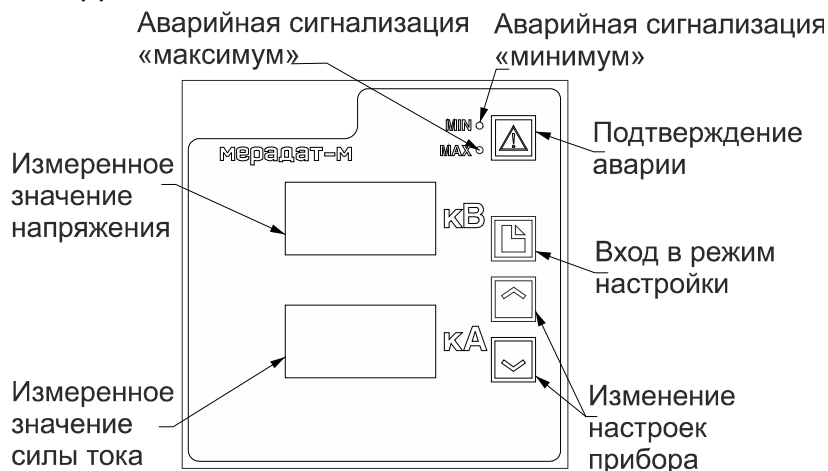 Аварийная сигнализация
«максимум»
Аварийная сигнализация
«минимум»
MIN
MAX
мерадат-м
Подтверждение
аварии
Измеренное
значение
напряжения
кВ
Вход в режим
настройки
кА
Измеренное
значение
силы тока
Изменение
настроек
прибора